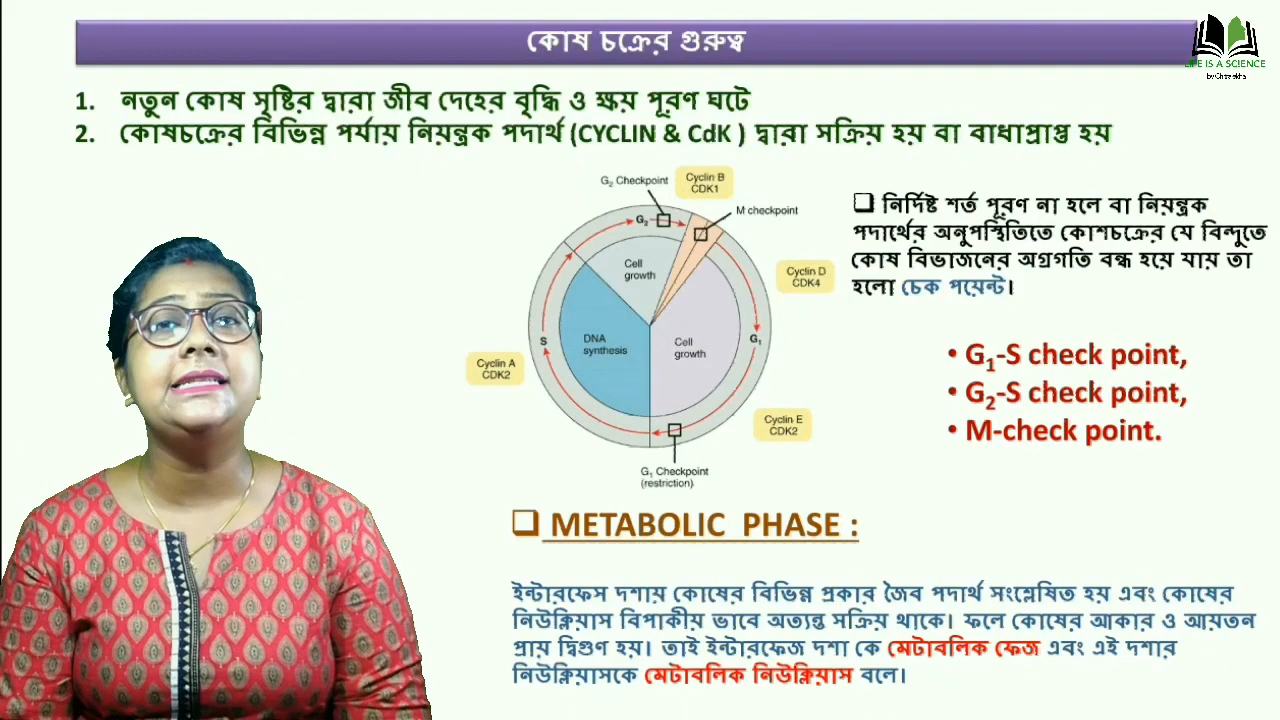 কোষ চক্রের গুরুত্ব
LIFE IS A SCIENCE
1. নতুন কোষ সৃষ্টির দ্বারা জীব দেহের বৃদ্ধি ও ক্ষয় পূরণ ঘটে
2. কোষচক্রের বিভিন্ন পর্যায় নিয়ন্ত্রক পদার্থ (CYCLIN & CdK ) দ্বারা সক্রিয় হয় বা বাধাপ্রাপ্ত হয়
G₂ Checkpoint
Cyclin B
CDK1
M checkpoint
G₂
Cell
growth
Cyclin D
CDK4
S
DNA
synthesis
Cell
growth
G₁
Cyclin A
CDK2
Cyclin E
CDK2
G₁ Checkpoint
(restriction)
❑ নির্দিষ্ট শর্ত পূরণ না হলে বা নিয়ন্ত্রক
পদার্থের অনুপস্থিতিতে কোশচক্রের যে বিন্দুতে
কোষ বিভাজনের অগ্রগতি বন্ধ হয়ে যায় তা
হলো চেক পয়েন্ট।
• G₁-S check point,
• G₂-S check point,
• M-check point.
❑ METABOLIC PHASE :
ইন্টারফেস দশায় কোষের বিভিন্ন প্রকার জৈব পদার্থ সংশ্লেষিত হয় এবং কোষের
নিউক্লিয়াস বিপাকীয় ভাবে অত্যন্ত সক্রিয় থাকে। ফলে কোষের আকার ও আয়তন
প্রায় দ্বিগুণ হয়। তাই ইন্টারফেজ দশা কে মেটাবলিক ফেজ এবং এই দশার
নিউক্লিয়াসকে মেটাবলিক নিউক্লিয়াস বলে।